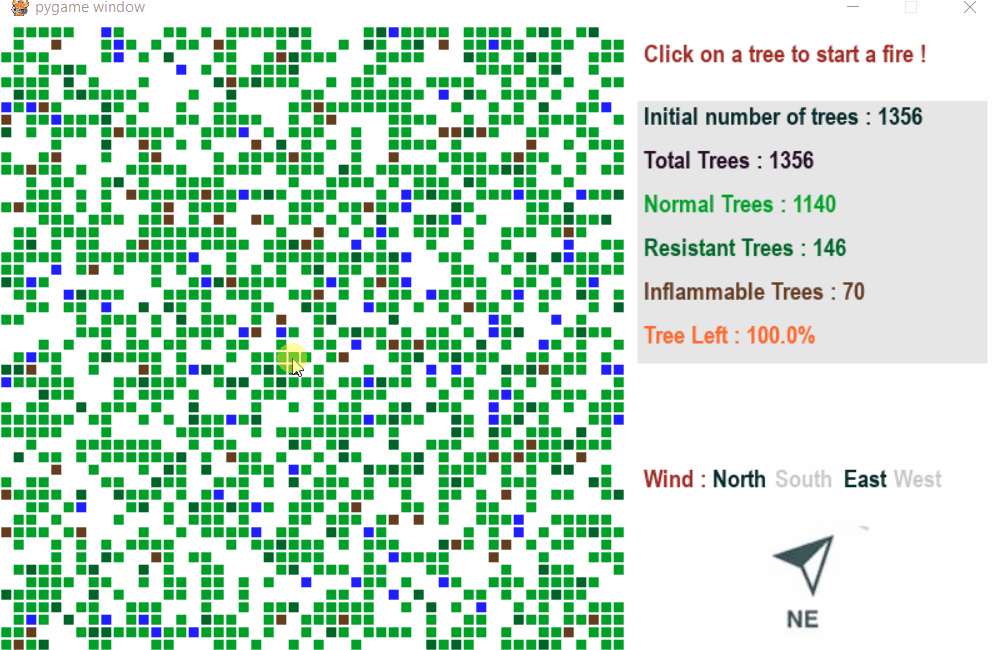 pygame window
Click on a tree to start a fire !
Initial number of trees : 1356
Total Trees : 1356
Normal Trees : 1140
Resistant Trees : 146
Inflammable Trees : 70
Tree Left : 100.0%
Wind : North South East West
NE